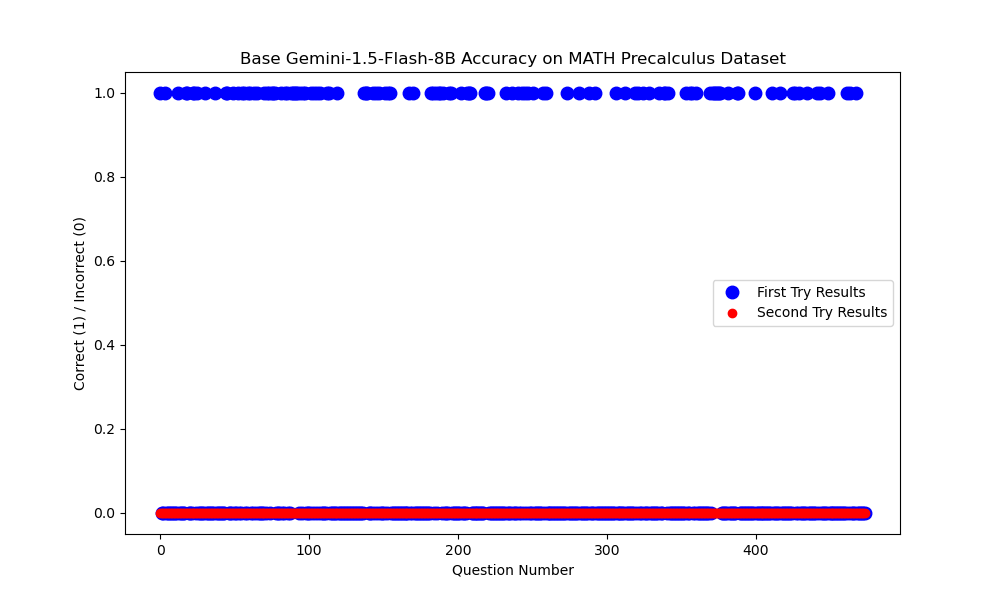 Base Gemini-1.5-Flash-8B Accuracy on MATH Precalculus Dataset
Correct (1) / Incorrect (0)
1.0
0.8
0.6
0.4
0.2
0.0
First Try Results
Second Try Results
0 100 200 300 400
Question Number